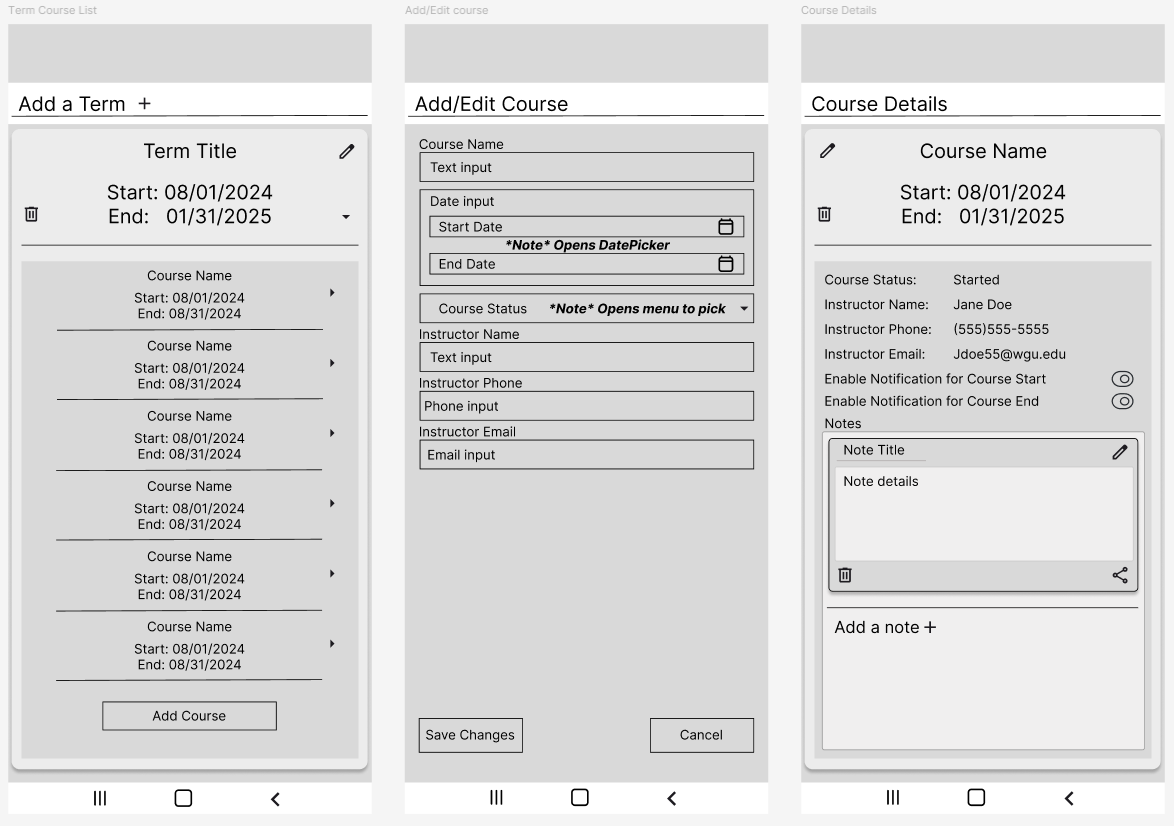 Term Course List
Add a Term +
Term Title
Start: 08/01/2024
End: 01/31/2025
Course Name
Start: 08/01/2024
End: 08/31/2024
Course Name
Start: 08/01/2024
End: 08/31/2024
Course Name
Start: 08/01/2024
End: 08/31/2024
Course Name
Start: 08/01/2024
End: 08/31/2024
Course Name
Start: 08/01/2024
End: 08/31/2024
Course Name
Start: 08/01/2024
End: 08/31/2024
Add Course
Add/Edit course
Add/Edit Course
Course Name
Text input
Date input
Start Date
*Note* Opens DatePicker
End Date
Course Status *Note* Opens menu to pick
Instructor Name
Text input
Instructor Phone
Phone input
Instructor Email
Email input
Save Changes Cancel
Course Details
Course Details
Course Name
Start: 08/01/2024
End: 01/31/2025
Course Status: Started
Instructor Name: Jane Doe
Instructor Phone: (555)555-5555
Instructor Email: Jdoe55@wgu.edu
Enable Notification for Course Start
Enable Notification for Course End
Notes
Note Title
Note details
Add a note +